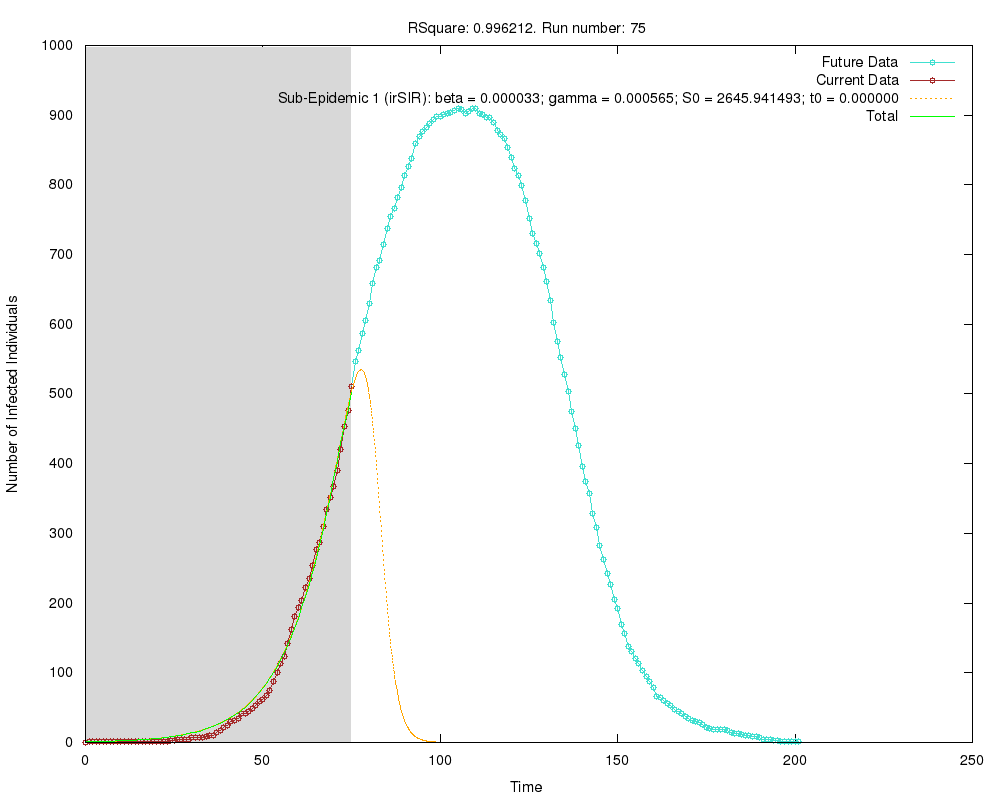 RSquare: 0.996212. Run number: 75
Future Data
Current Data
Sub-Epidemic 1 (irSIR): beta = 0.000033; gamma = 0.000565; S0 = 2645.941493; t0 = 0.000000
Total
1000
900
800
700
600
500
400
300
200
100
0
Number of Infected Individuals
0 50 100 150 200 250
Time